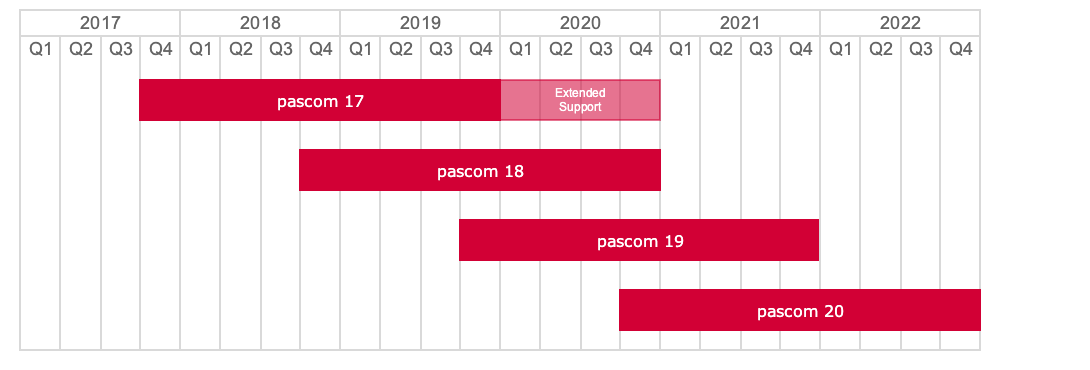 2017 2018 2019 2020 2021 2022
Q1 Q2 Q3 Q4 Q1 Q2 Q3 Q4 Q1 Q2 Q3 Q4 Q1 Q2 Q3 Q4 Q1 Q2 Q3 Q4 Q1 Q2 Q3 Q4
pascom 17
Extended
Support
pascom 18
pascom 19
pascom 20